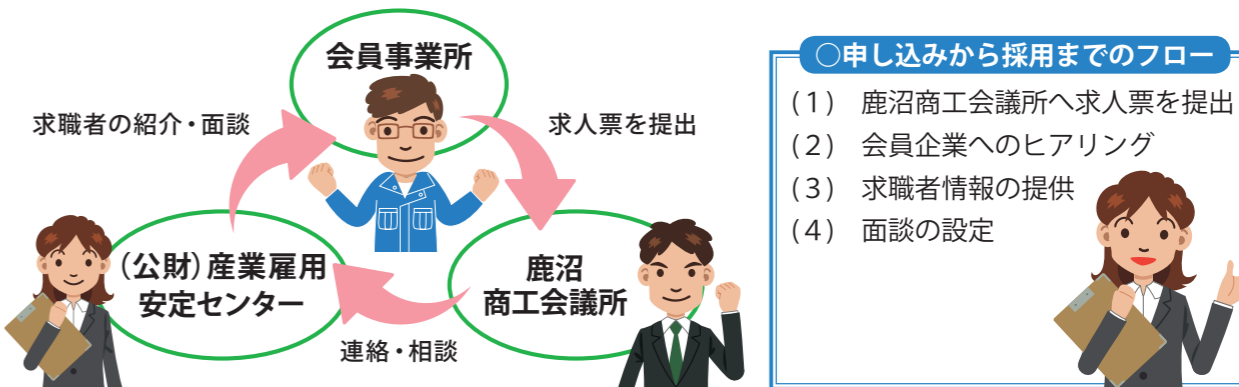 会員事業所
求職者の紹介・面談
求人票を提出
(公財)産業雇用
安定センター
鹿沼
商工会議所
連絡・相談
○申し込みから採用までのフロー
(1) 鹿沼商工会議所へ求人票を提出
(2) 会員企業へのヒアリング
(3) 求職者情報の提供
(4) 面談の設定